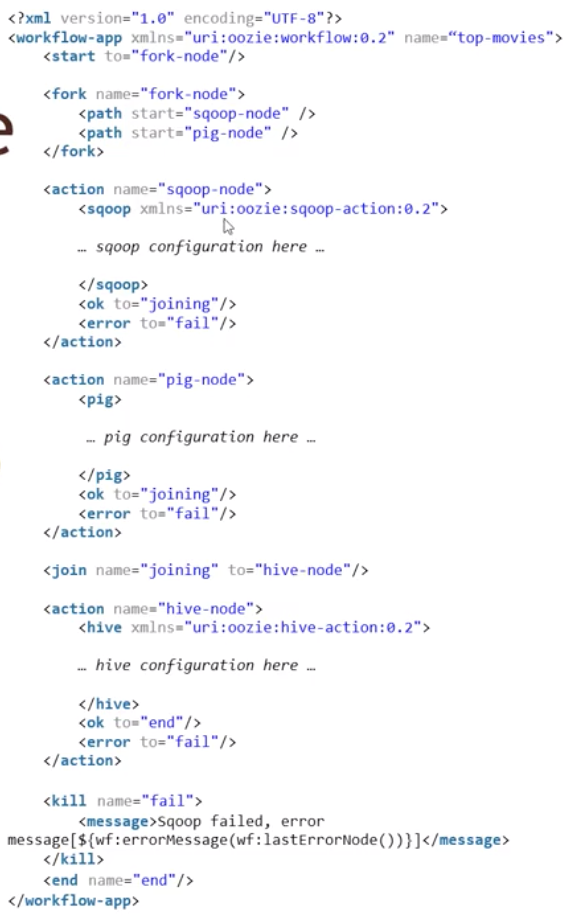 <?xml version="1.0" encoding="UTF-8"?>
<workflow-app xmlns="uri:oozie:workflow:0.2" name=“top-movies">
<start to="fork-node"/>
<fork name="fork-node">
<path start="sqoop-node" />
<path start="pig-node" />
</fork>
<action name="sqoop-node">
<sqoop xmlns="uri:oozie:sqoop-action:0.2">
… sqoop configuration here …
</sqoop>
<ok to="joining"/>
<error to="fail"/>
</action>
<action name="pig-node">
<pig>
… pig configuration here …
</pig>
<ok to="joining"/>
<error to="fail"/>
</action>
<join name="joining" to="hive-node"/>
<action name="hive-node">
<hive xmlns="uri:oozie:hive-action:0.2">
… hive configuration here …
</hive>
<ok to="end"/>
<error to="fail"/>
</action>
<kill name="fail">
<message>Sqoop failed, error
message[${wf:errorMessage(wf:lastErrorNode())}]</message>
</kill>
<end name="end"/>
</workflow-app>
e